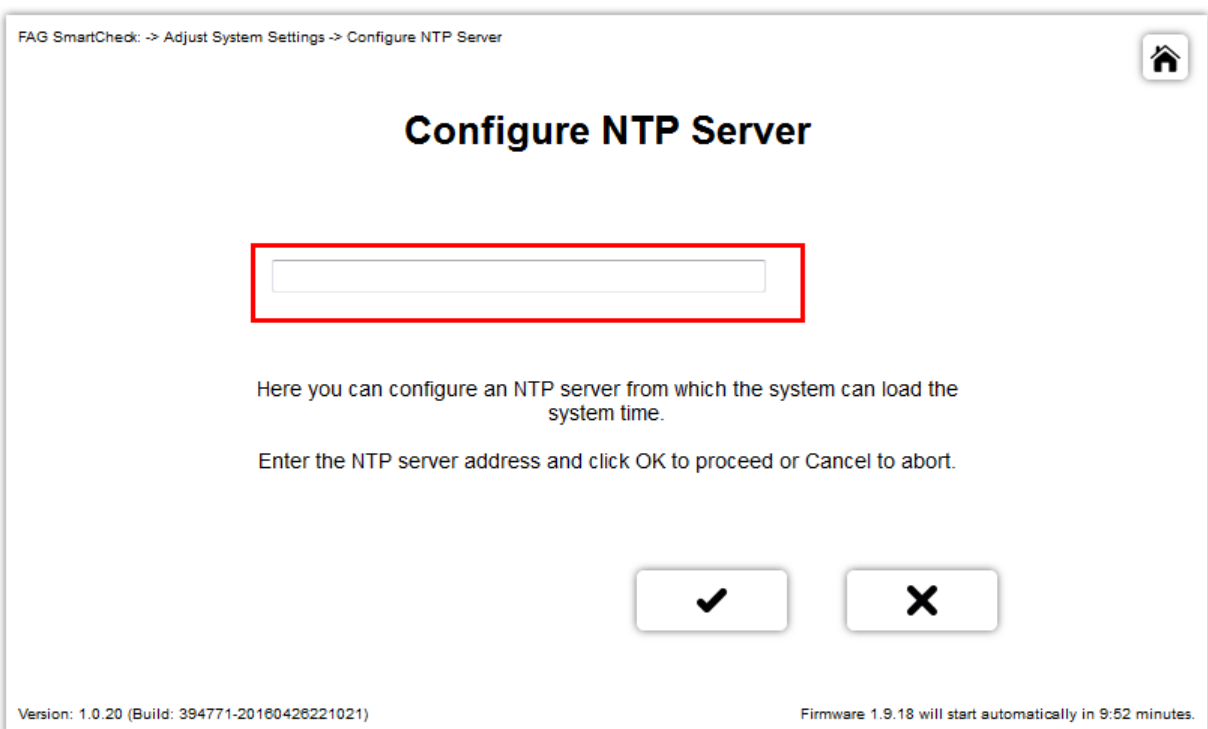 FAG SmartCheck: -> Adjust System Settings -> Configure NTP Server
Configure NTP Server
Here you can configure an NTP server from which the system can load the
system time.
Enter the NTP server address and click OK to proceed or Cancel to abort.
Version: 1.0.20 (Build: 394771-20160426221021)
Firmware 1.9.18 will start automatically in 9:52 minutes.